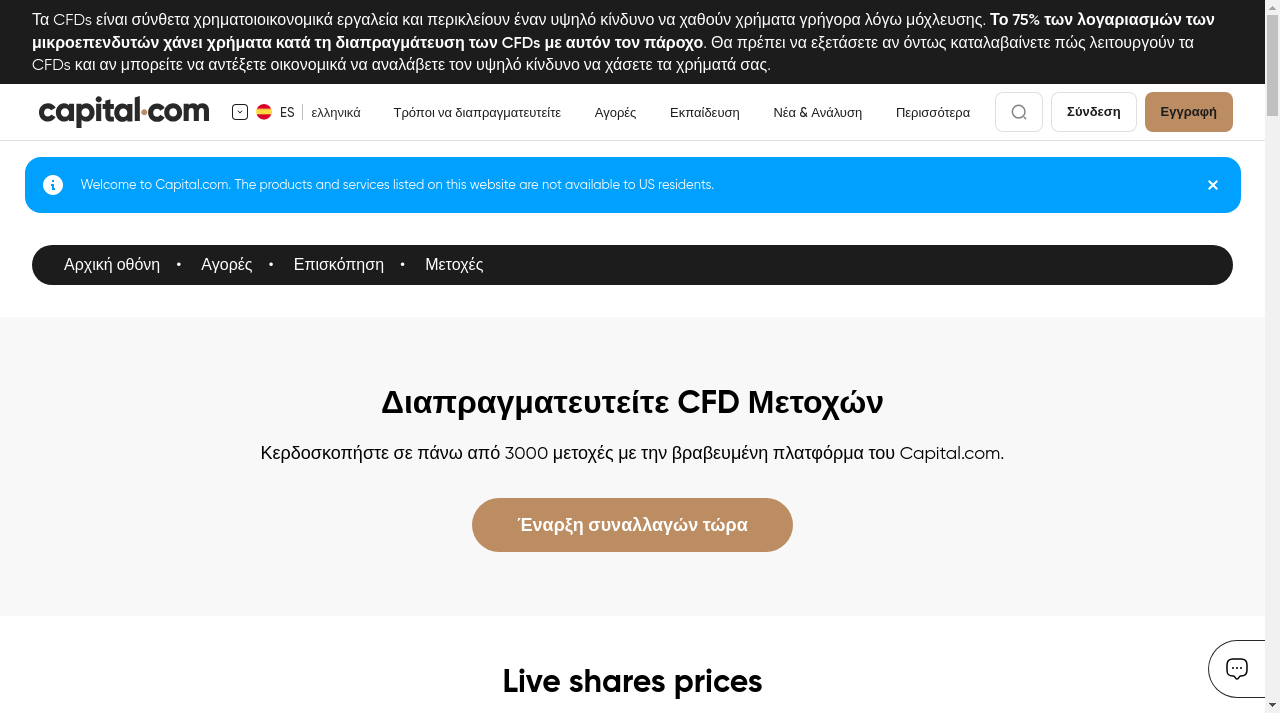 Τα CFDs είναι σύνθετα χρηματοιοικονομικά εργαλεία και περικλείουν έναν υψηλό κίνδυνο να χαθούν χρήματα γρήγορα λόγω μόχλευσης. Το 75% των λογαριασμών των
μικροεπενδυτών χάνει χρήματα κατά τη διαπραγμάτευση των CFDs με αυτόν τον πάροχο. Θα πρέπει να εξετάσετε αν όντως καταλαβαίνετε πώς λειτουργούν τα
CFDs και αν μπορείτε να αντέξετε οικονομικά να αναλάβετε τον υψηλό κίνδυνο να χάσετε τα χρήματά σας.
capital.com ES ελληνικά Τρόποι να διαπραγματευτείτε Αγορές Εκπαίδευση Νέα & Ανάλυση Περισσότερα Σύνδεση Εγγραφή
Welcome to Capital.com. The products and services listed on this website are not available to US residents.
Αρχική οθόνη • Αγορές • Επισκόπηση • Μετοχές
Διαπραγματευτείτε CFD Μετοχών
Κερδοσκοπήστε σε πάνω από 3000 μετοχές με την βραβευμένη πλατφόρμα του Capital.com.
Έναρξη συναλλαγών τώρα
Live shares prices